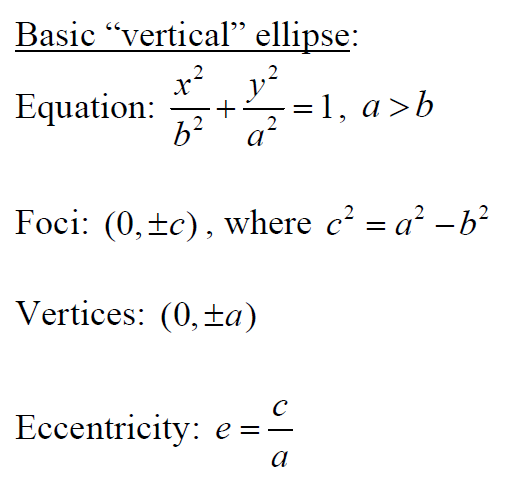 Basic “vertical” ellipse:
Equation: x²/b² + y²/a² = 1, a > b
Foci: (0, ±c), where c² = a² − b²
Vertices: (0, ±a)
Eccentricity: e = c/a